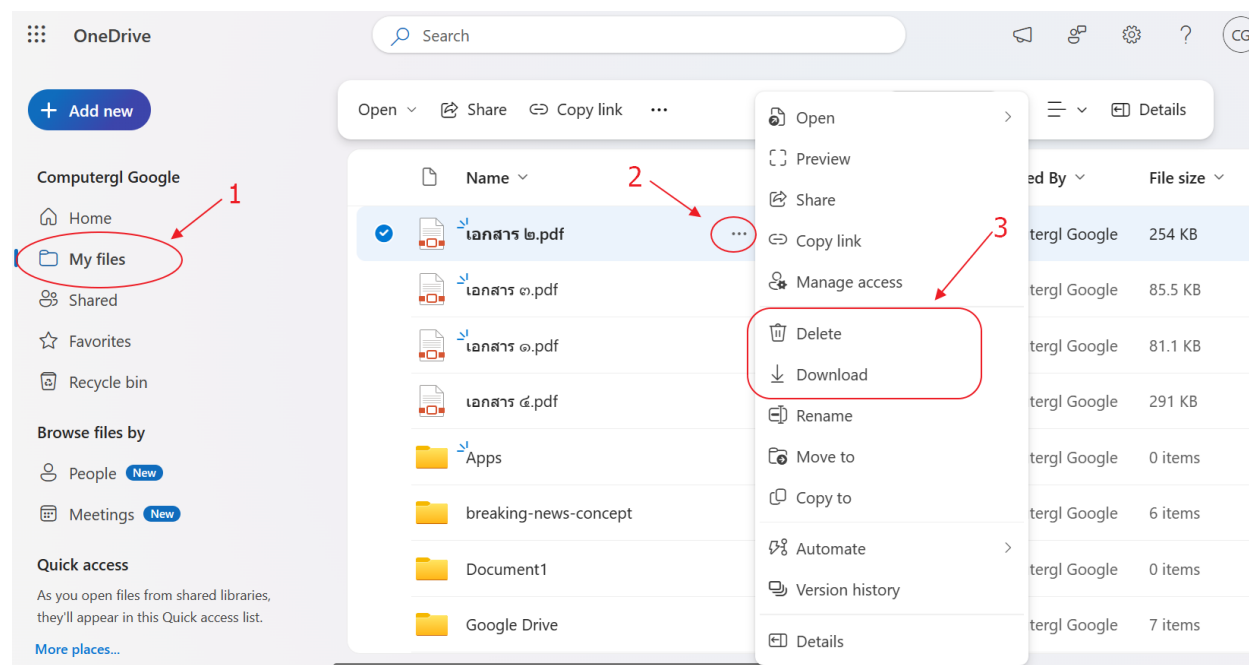 OneDrive
Search
CG
Add new
Open
Share
Copy link
Details
Computergl Google
1
Home
My files
Shared
Favorites
Recycle bin
Browse files by
People New
Meetings New
Quick access
As you open files from shared libraries,
they'll appear in this Quick access list.
More places...
Name
ed By
File size
2
เอกสาร ๒.pdf
tergl Google
254 KB
เอกสาร ๓.pdf
tergl Google
85.5 KB
เอกสาร ๑.pdf
tergl Google
81.1 KB
เอกสาร ๔.pdf
tergl Google
291 KB
Apps
tergl Google
0 items
breaking-news-concept
tergl Google
6 items
Document1
tergl Google
0 items
Google Drive
tergl Google
7 items
Open
Preview
Share
Copy link
Manage access
3
Delete
Download
Rename
Move to
Copy to
Automate
Version history
Details